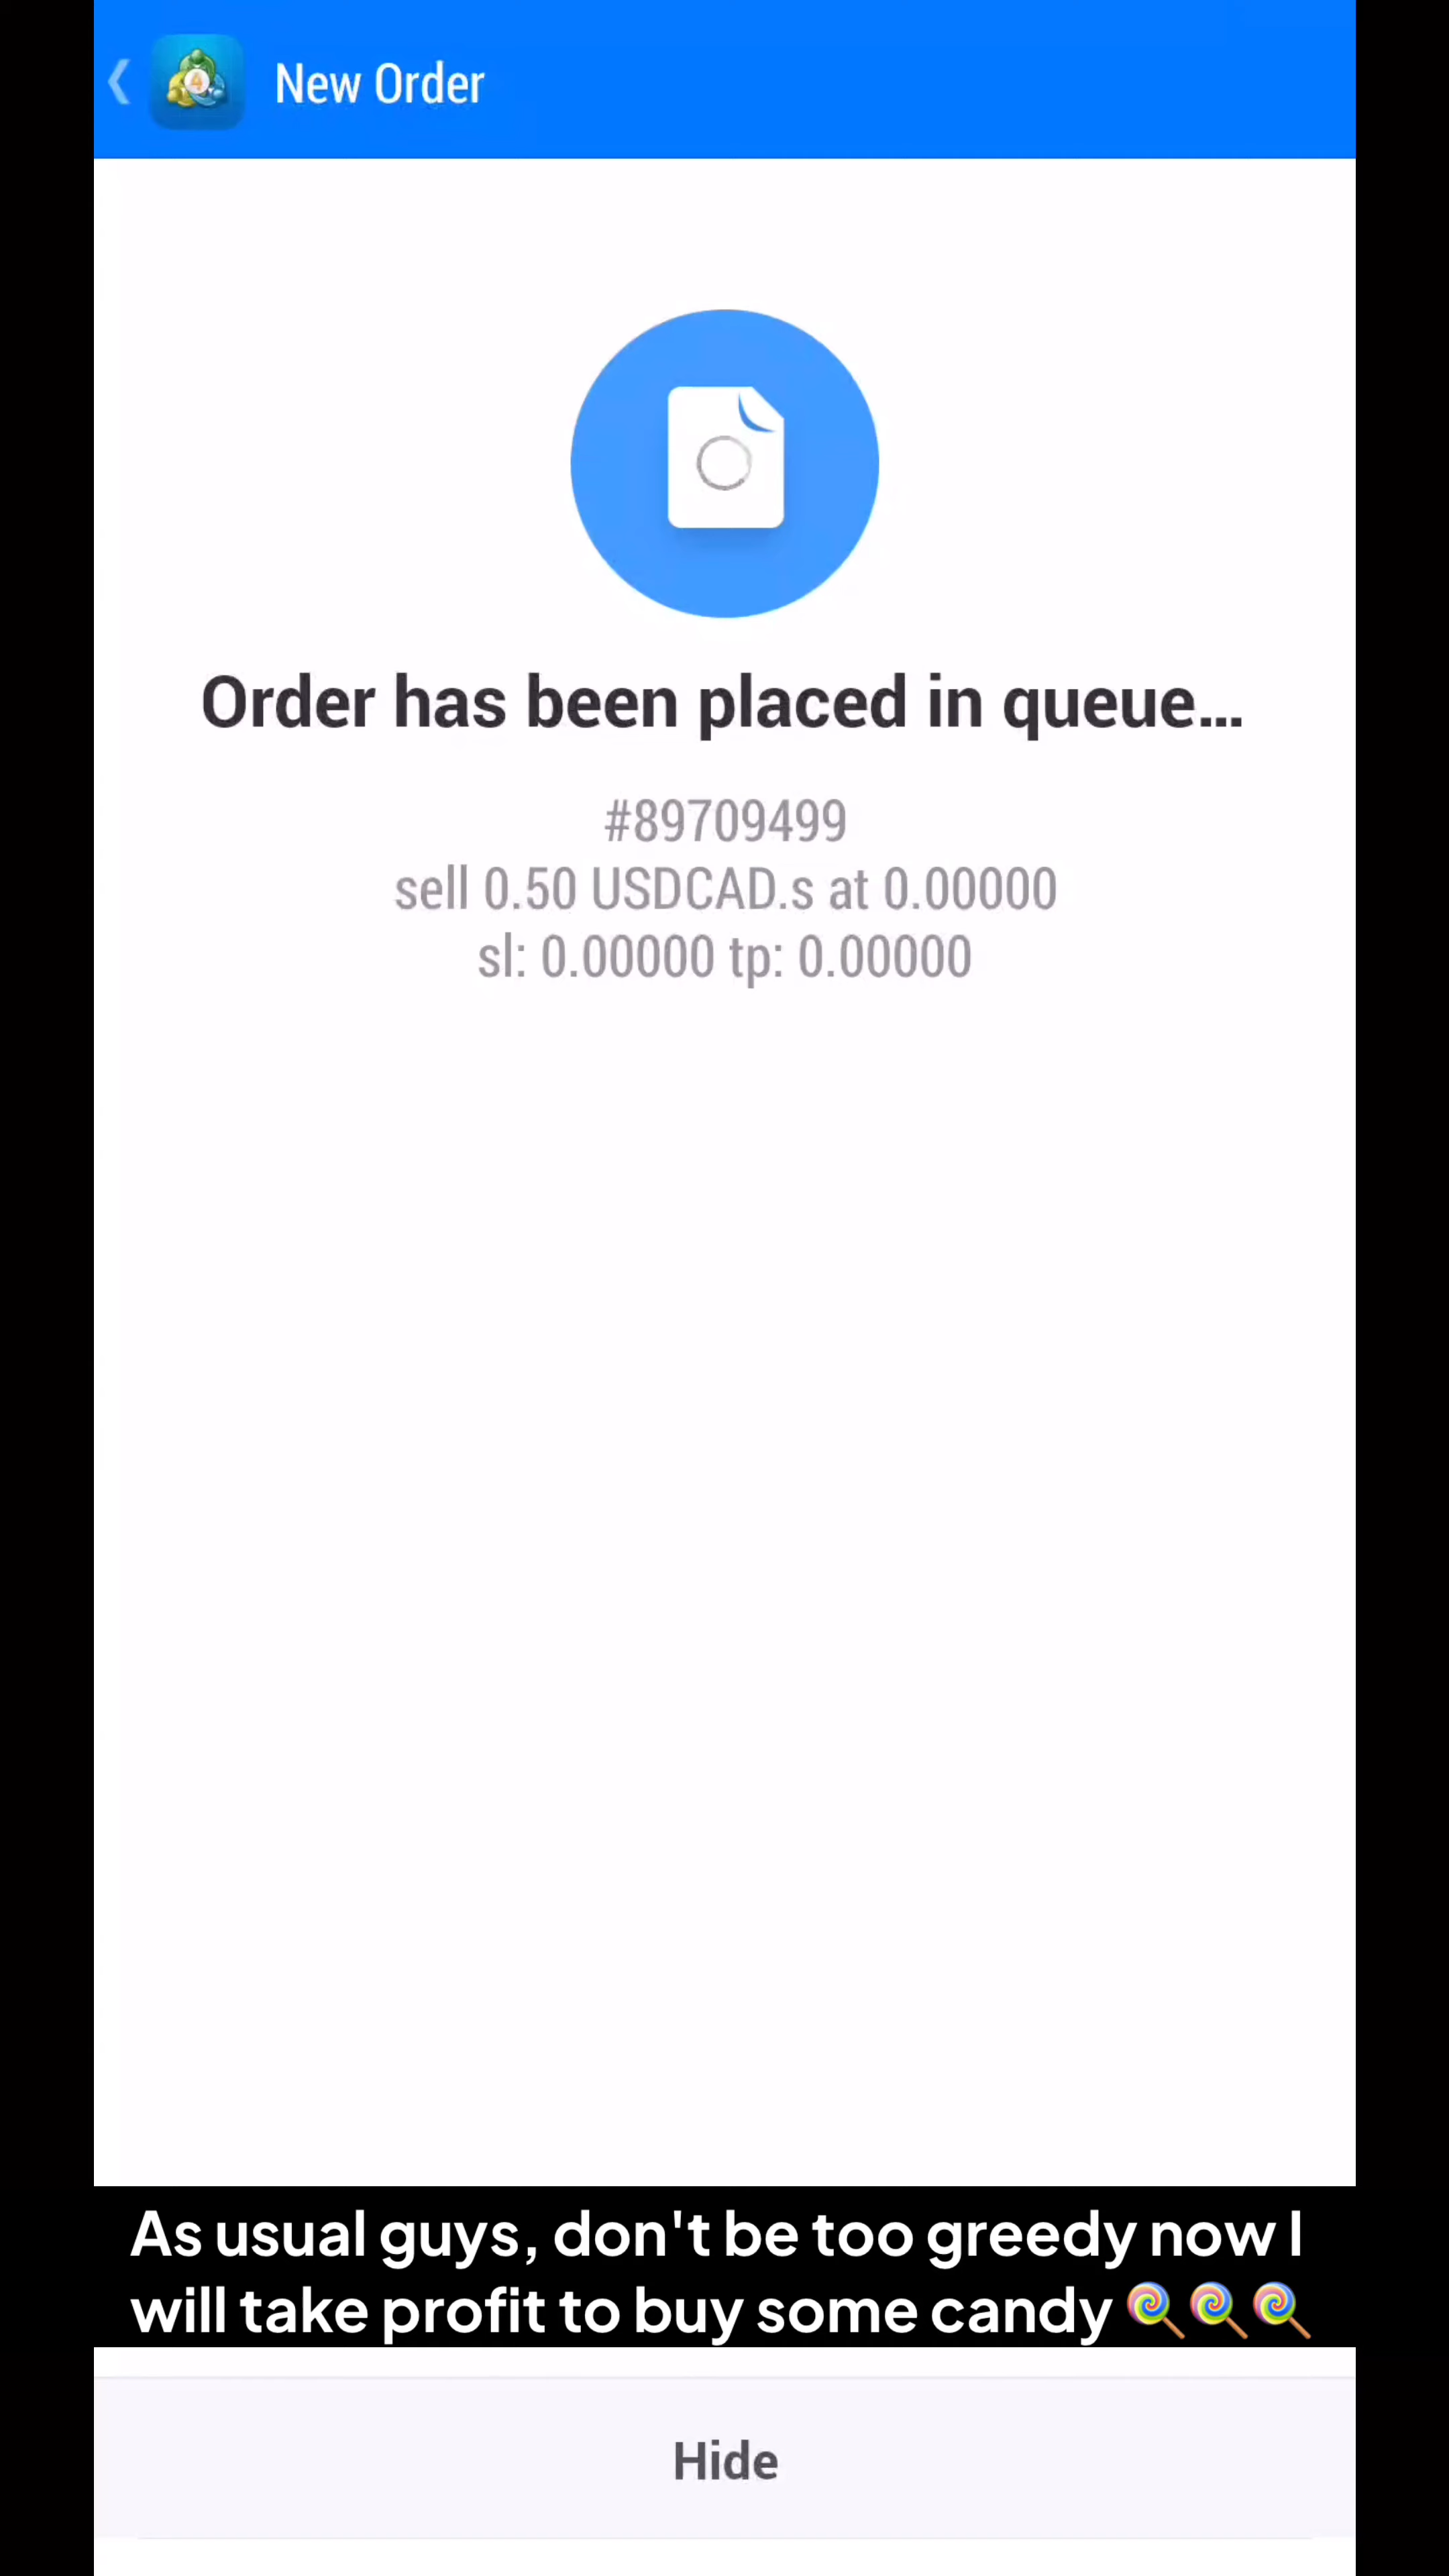 New Order
4
Order has been placed in queue...
#89709499
sell 0.50 USDCAD.s at 0.00000
sl: 0.00000 tp: 0.00000
As usual guys, don't be too greedy now I
will take profit to buy some candy 🍭🍭🍭
Hide